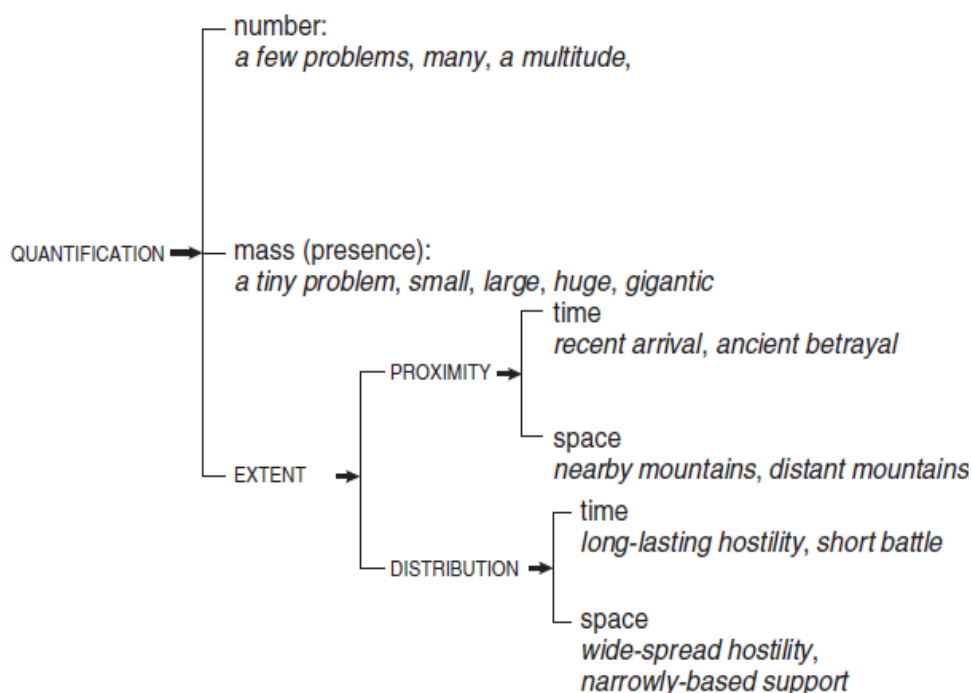 number:
a few problems, many, a multitude,
QUANTIFICATION
mass (presence):
a tiny problem, small, large, huge, gigantic
time
recent arrival, ancient betrayal
PROXIMITY
space
nearby mountains, distant mountains
EXTENT
time
long-lasting hostility, short battle
DISTRIBUTION
space
wide-spread hostility,
narrowly-based support